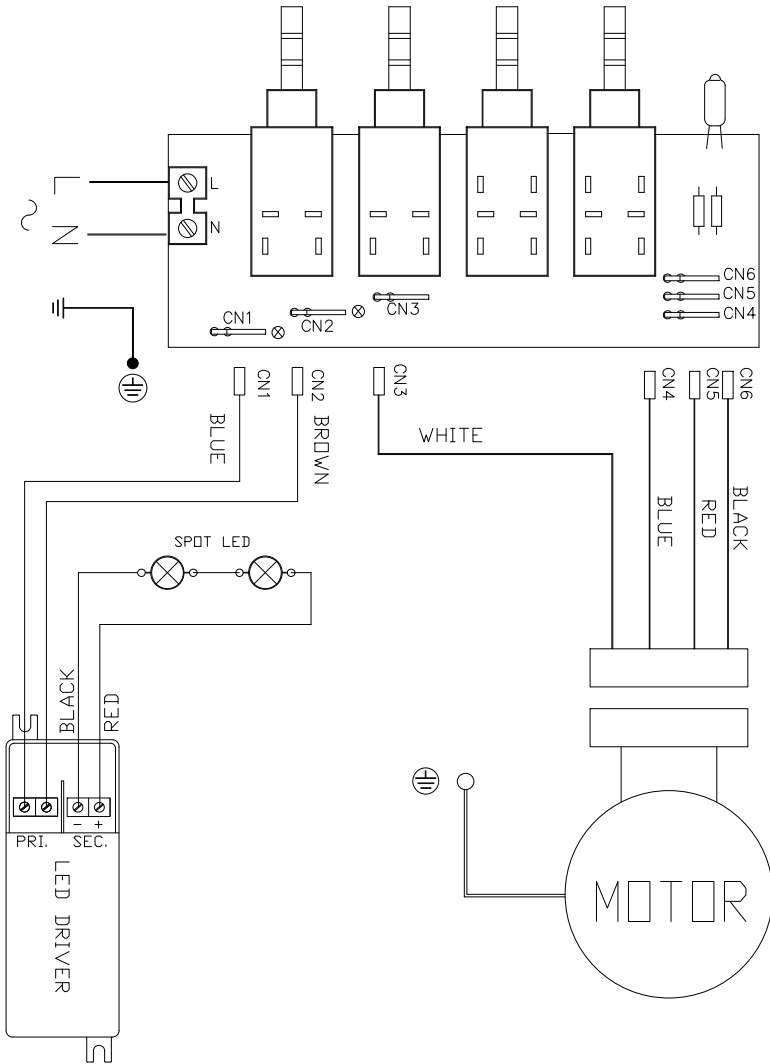 L
N
~
L
N
CN1
CN2
CN3
CN6
CN5
CN4
CN1
CN2
CN3
CN4
CN5
CN6
BLUE
BROWN
WHITE
BLUE
RED
BLACK
SPOT LED
BLACK
RED
- +
PRI. SEC.
LED DRIVER
MOTOR